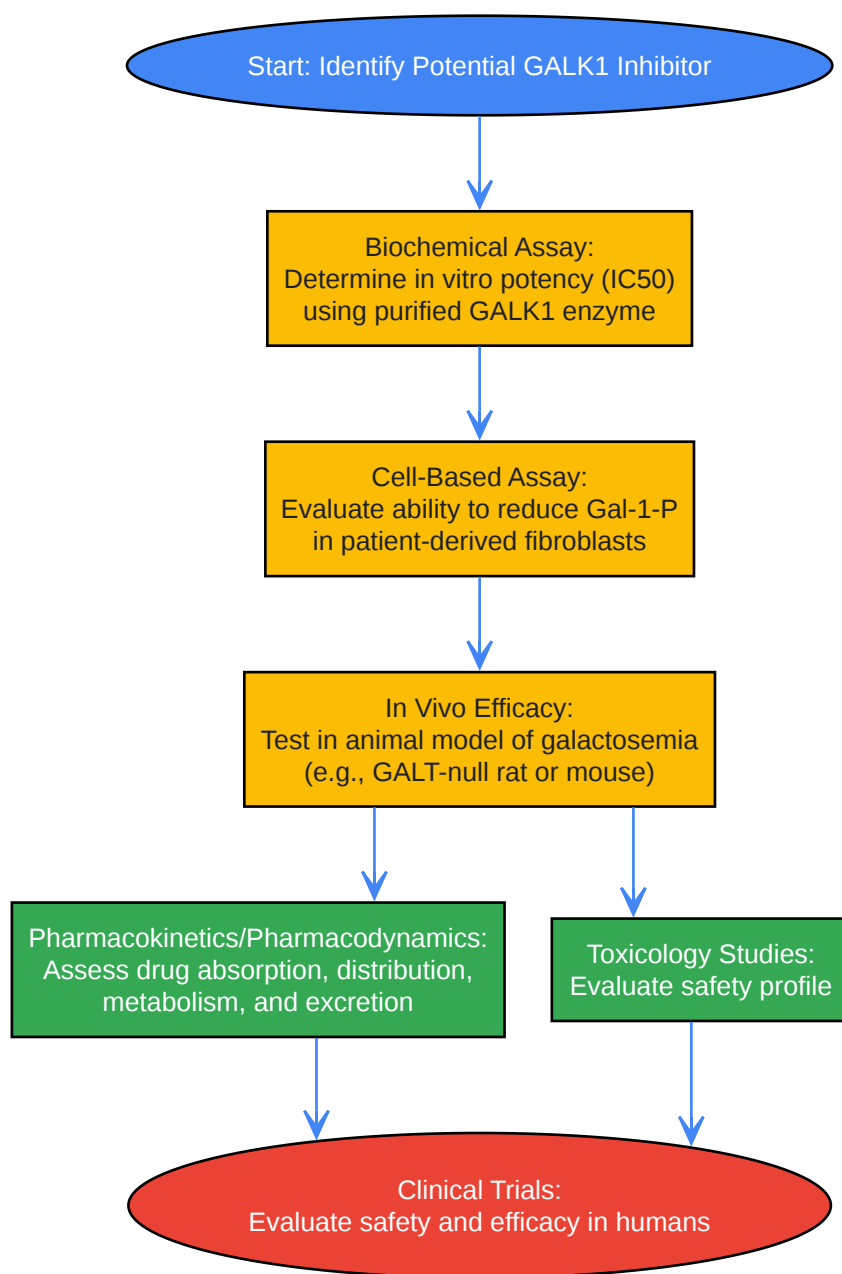 Start: Identify Potential GALK1 Inhibitor
Biochemical Assay:
Determine in vitro potency (IC50)
using purified GALK1 enzyme
Cell-Based Assay:
Evaluate ability to reduce Gal-1-P
in patient-derived fibroblasts
In Vivo Efficacy:
Test in animal model of galactosemia
(e.g., GALT-null rat or mouse)
Pharmacokinetics/Pharmacodynamics:
Assess drug absorption, distribution,
metabolism, and excretion
Toxicology Studies:
Evaluate safety profile
Clinical Trials:
Evaluate safety and efficacy in humans